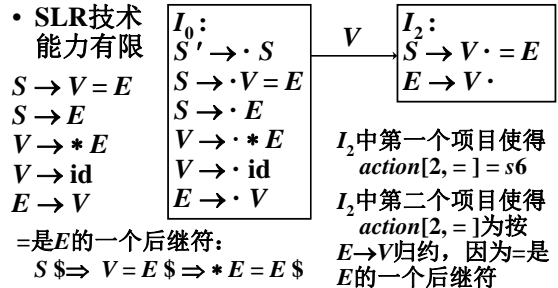 • SLR技术
能力有限
S → V = E
S → E
V → * E
V → id
E → V
I₀:
S′ → · S
S → · V = E
S → · E
V → · * E
V → · id
E → · V
V
I₂:
S → V · = E
E → V ·
I₂中第一个项目使得
action[2, = ] = s6
I₂中第二个项目使得
action[2, = ]为按
E→V归约，因为=是
E的一个后继符
=是E的一个后继符：
S $⇒ V = E $ ⇒ * E = E $